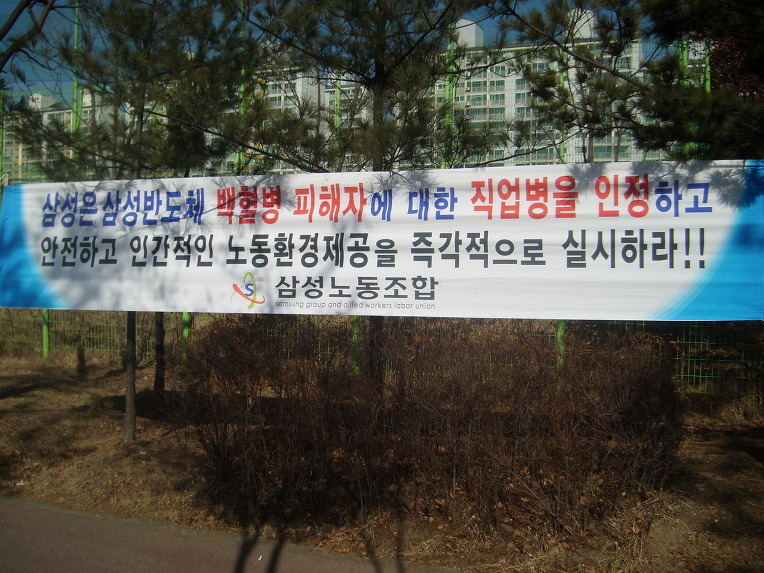 삼성은 삼성반도체 백혈병 피해자에 대한 직업병을 인정하고
안전하고 인간적인 노동환경제공을 즉각적으로 실시하라!!
S 삼성노동조합
samsung group and allied workers labot union